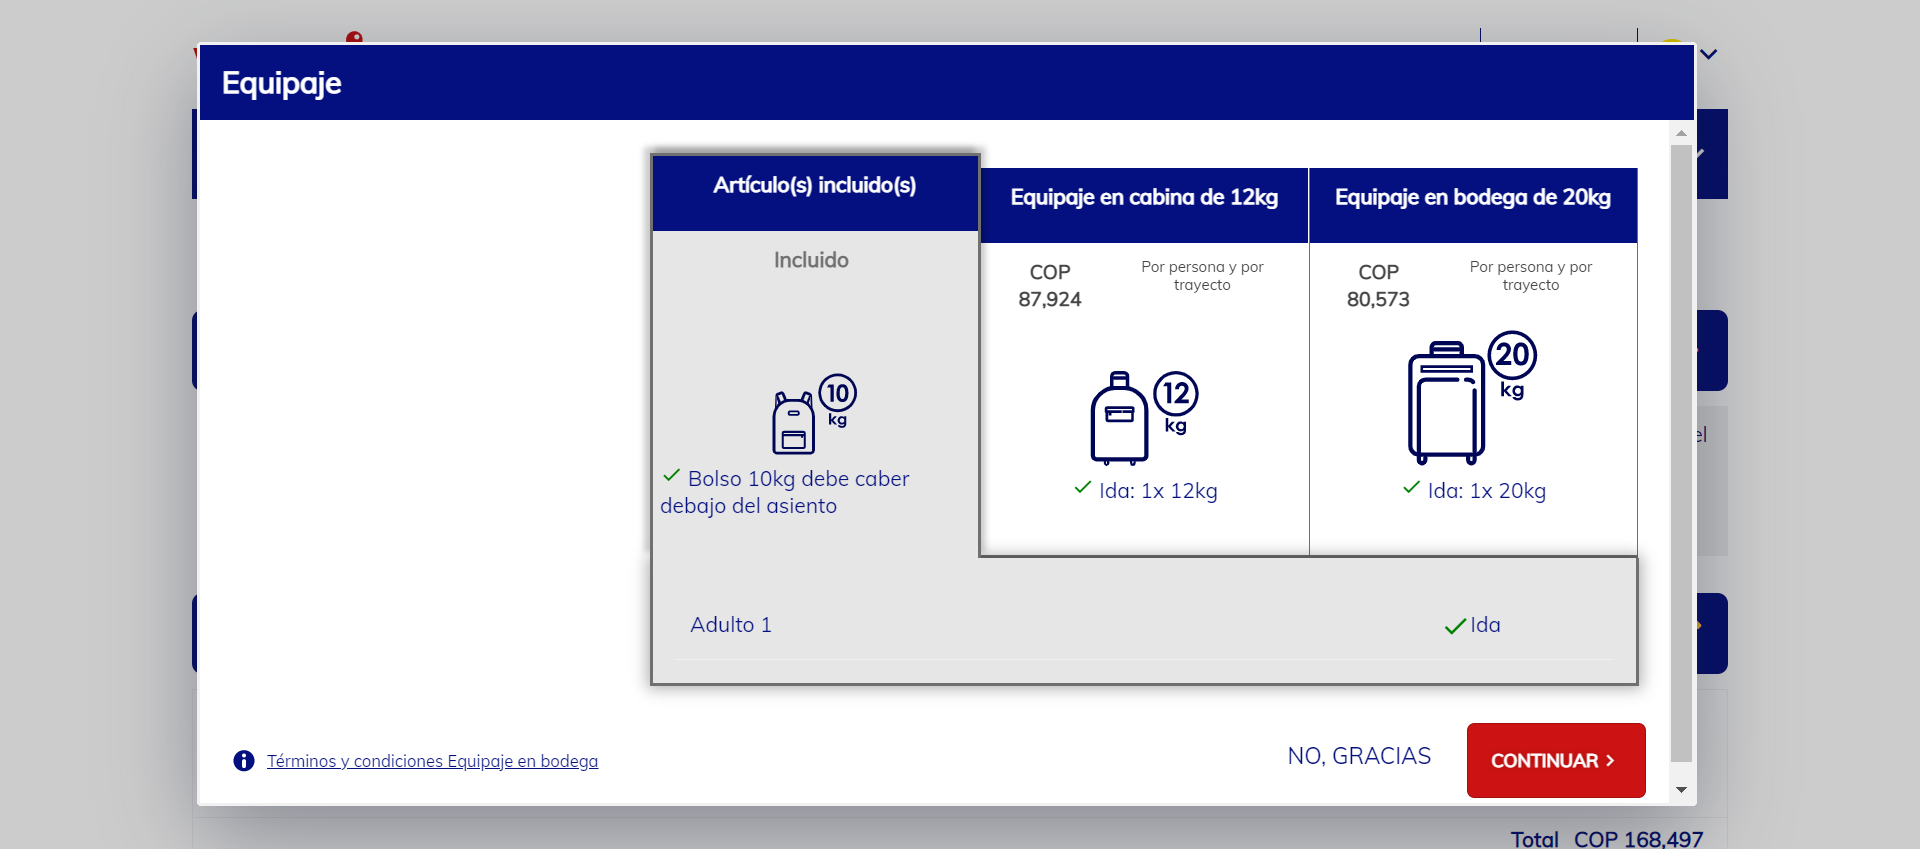 Equipaje
Artículo(s) incluido(s)
Incluido
10
kg
Bolso 10kg debe caber
debajo del asiento
Equipaje en cabina de 12kg
COP
87,924
Por persona y por
trayecto
12
kg
Ida: 1x 12kg
Equipaje en bodega de 20kg
COP
80,573
Por persona y por
trayecto
20
kg
Ida: 1x 20kg
Adulto 1
Ida
Términos y condiciones Equipaje en bodega
NO, GRACIAS
CONTINUAR
el
Total COP 168,497